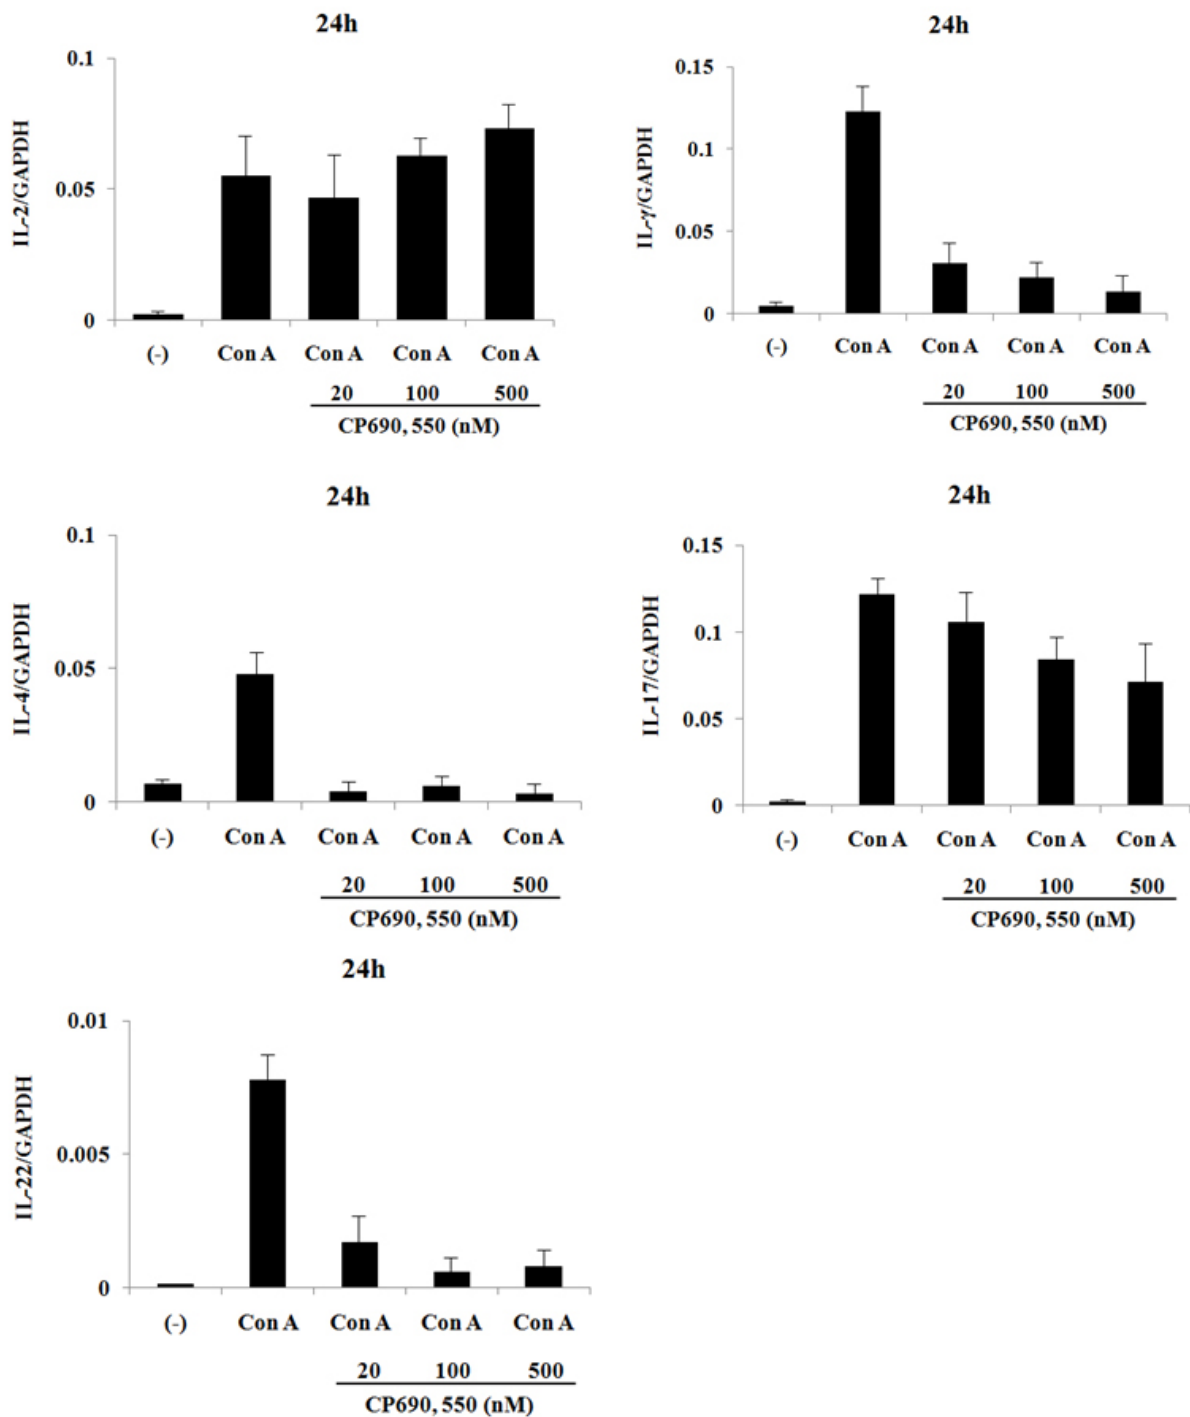 24h
IL-2/GAPDH
0.1
0.05
0
(-) Con A Con A Con A Con A
20 100 500
CP690, 550 (nM)
24h
IL-γ/GAPDH
0.15
0.1
0.05
0
(-) Con A Con A Con A Con A
20 100 500
CP690, 550 (nM)
24h
IL-4/GAPDH
0.1
0.05
0
(-) Con A Con A Con A Con A
20 100 500
CP690, 550 (nM)
24h
IL-17/GAPDH
0.15
0.1
0.05
0
(-) Con A Con A Con A Con A
20 100 500
CP690, 550 (nM)
24h
IL-22/GAPDH
0.01
0.005
0
(-) Con A Con A Con A Con A
20 100 500
CP690, 550 (nM)